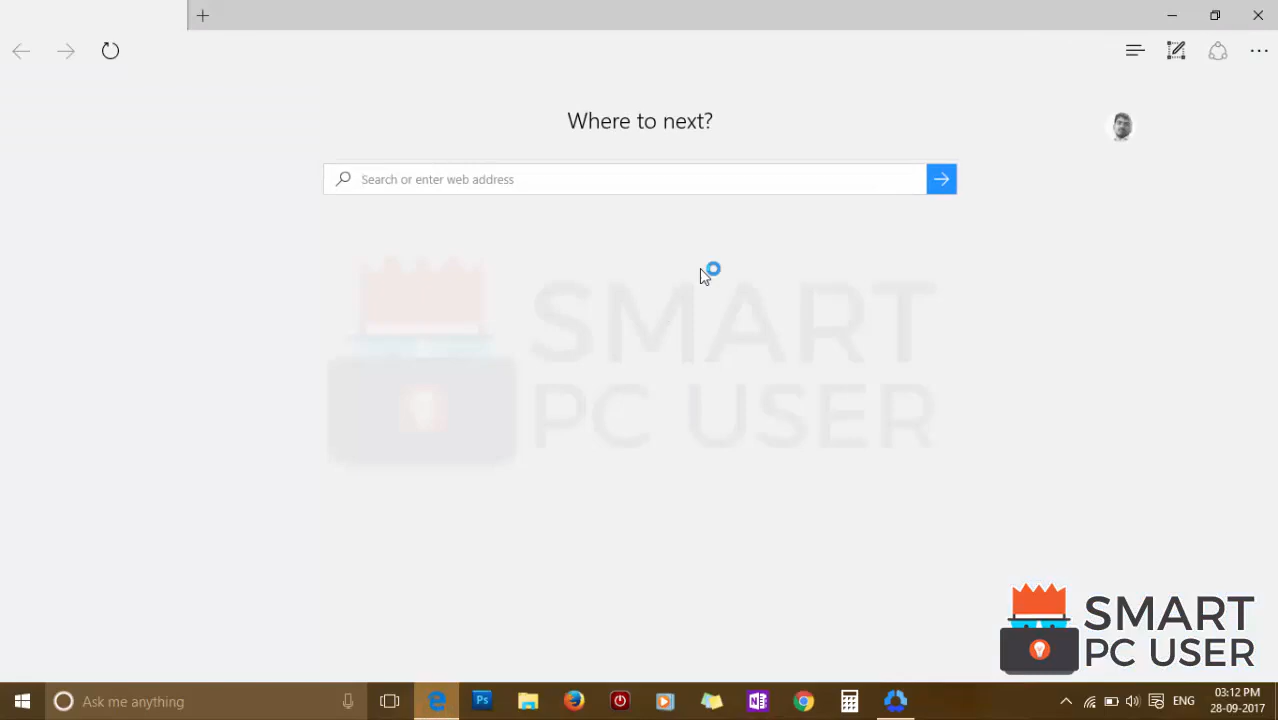 Where to next?
Search or enter web address
SMART
PC USER
SMART
PC USER
Ask me anything
Ps
N
ENG
03:12 PM
28-09-2017